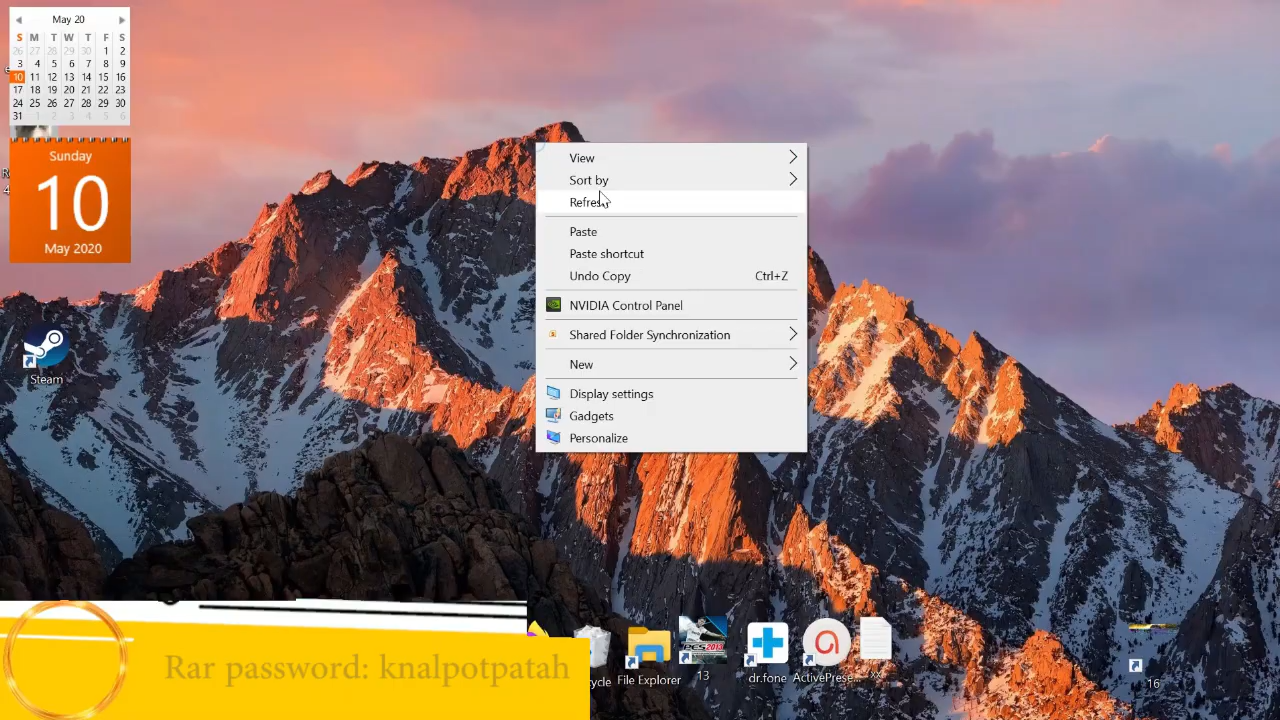 May 20
S M T W T F S
26 27 28 29 30 1 2
3 4 5 6 7 8 9
10 11 12 13 14 15 16
17 18 19 20 21 22 23
24 25 26 27 28 29 30
31 1 2 3 4 5 6
Sunday
10
May 2020
Steam
View
Sort by
Refresh
Paste
Paste shortcut
Undo Copy Ctrl+Z
NVIDIA Control Panel
Shared Folder Synchronization
New
Display settings
Gadgets
Personalize
Rar password: knalpotpatah
File Explorer
PES2013
13
dr.fone
ActivePrese...
xx
16